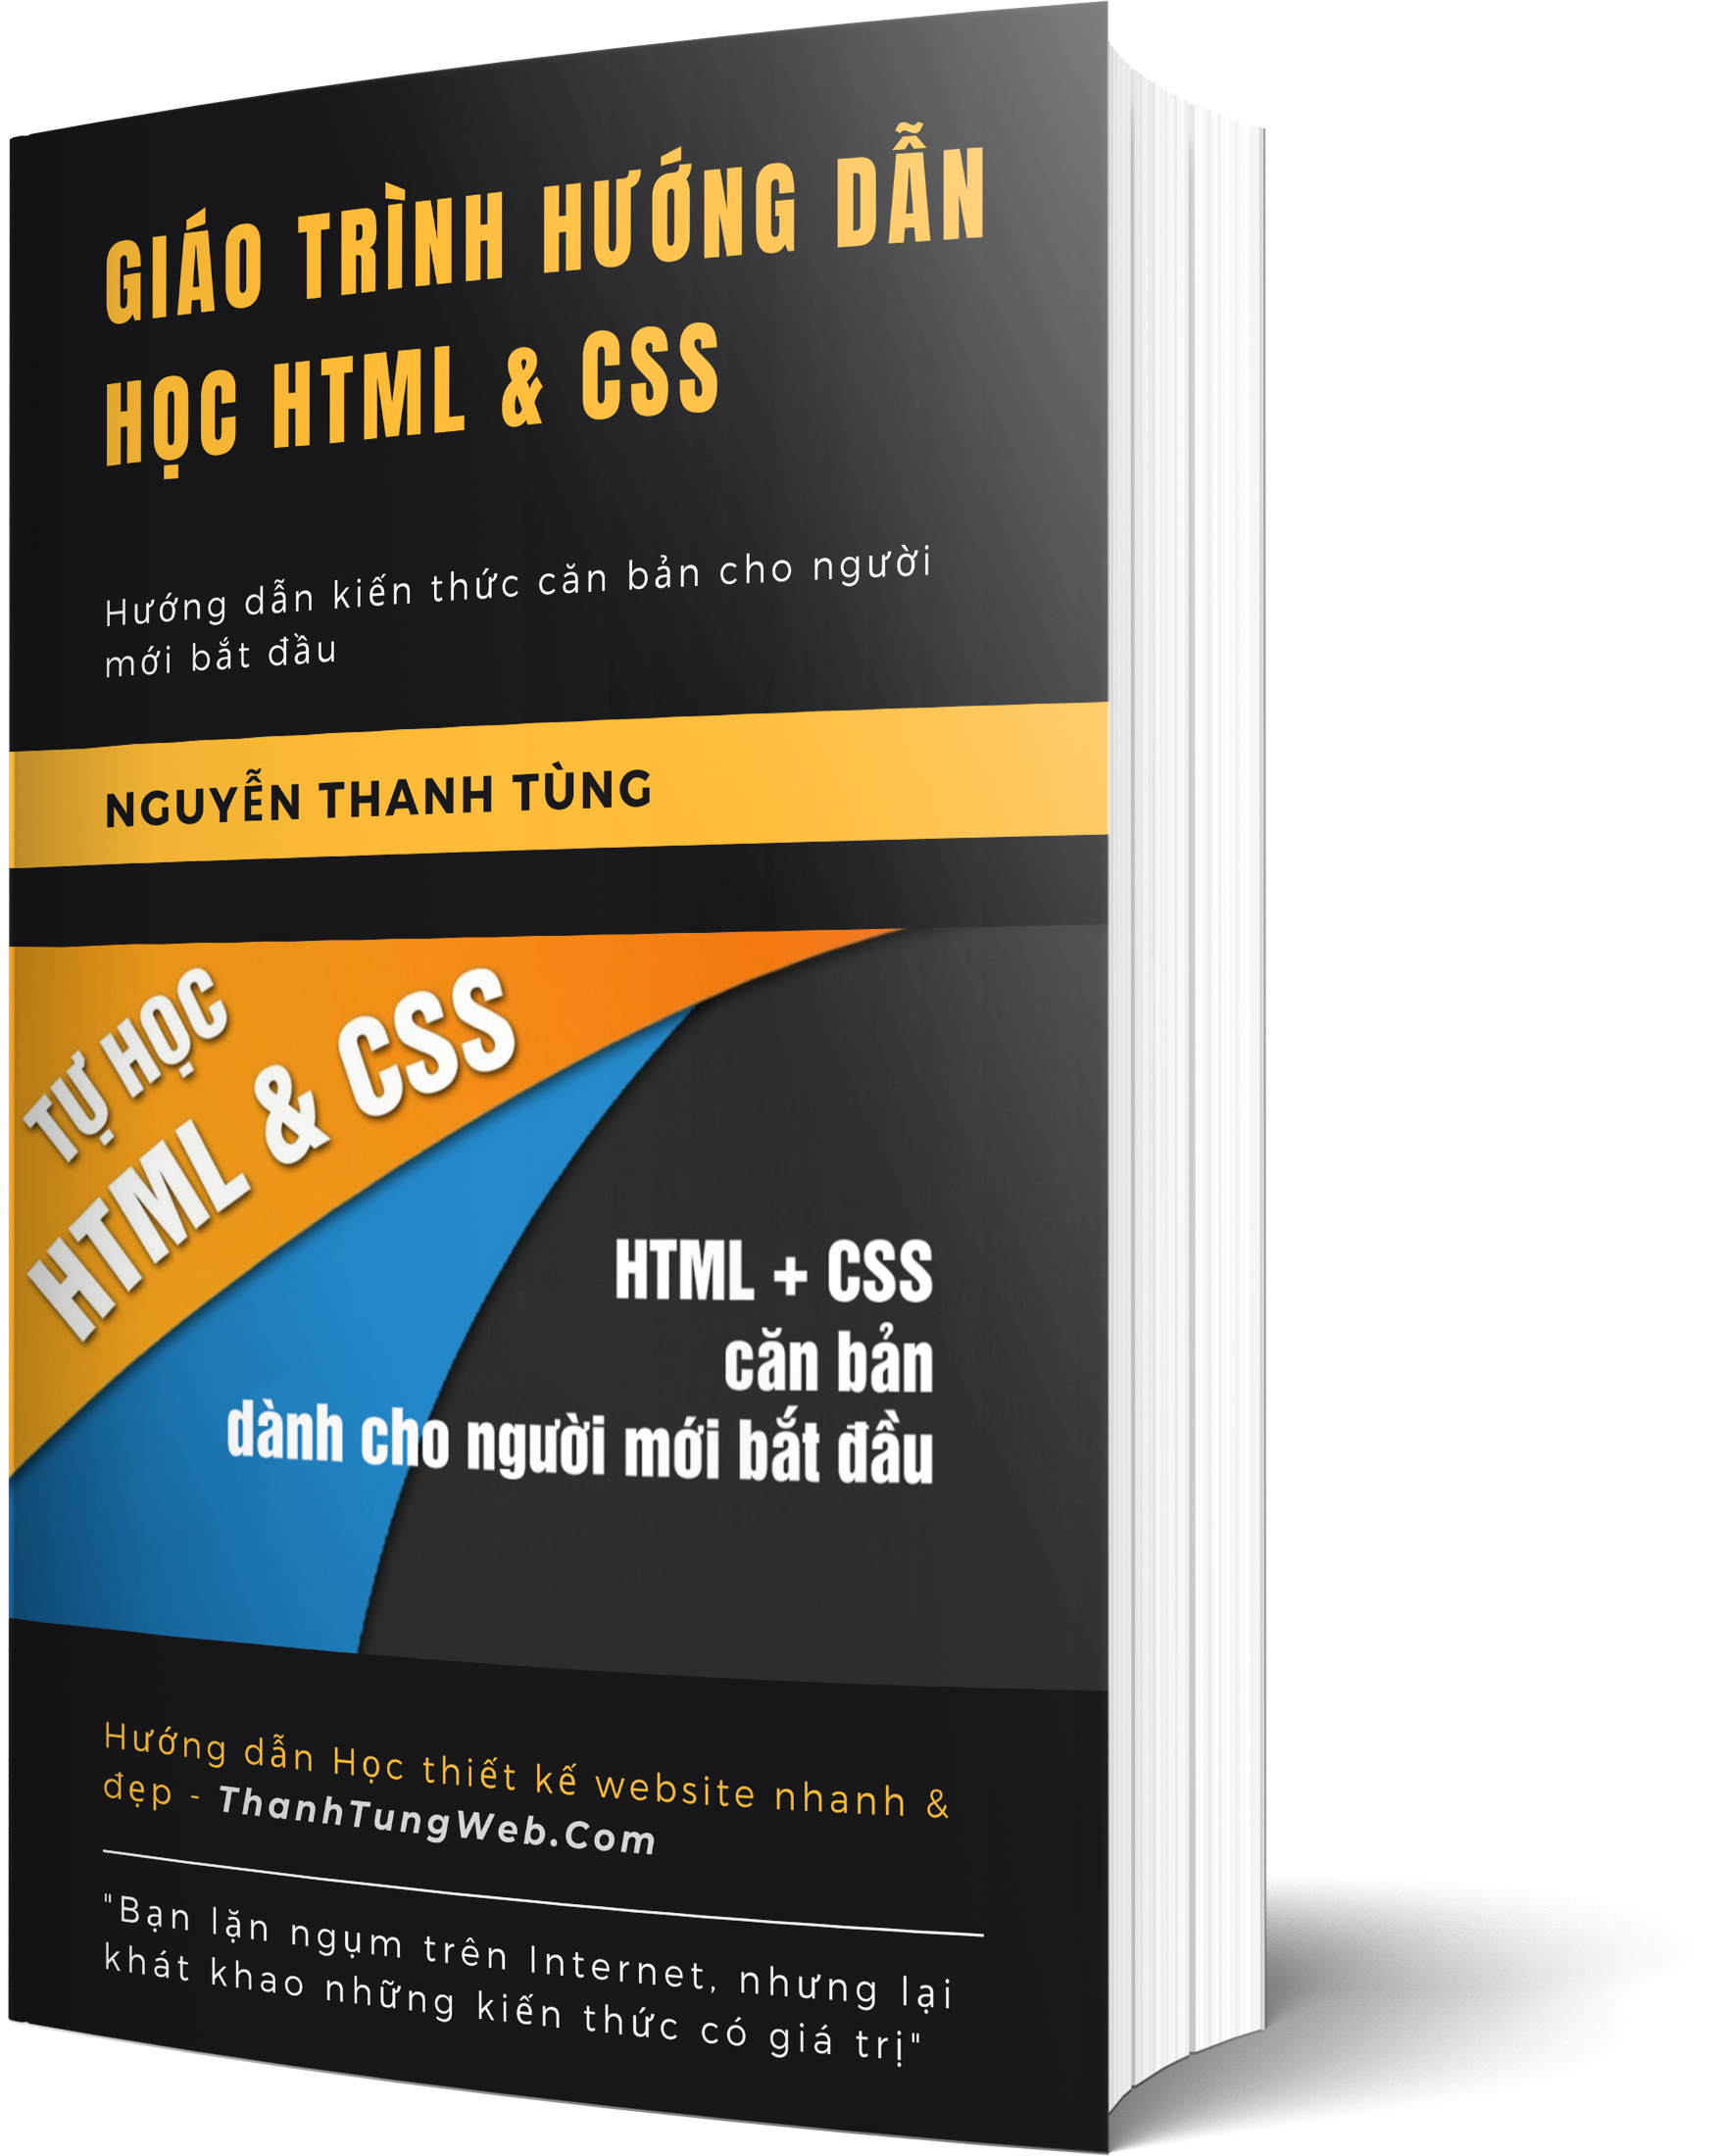 GIÁO TRÌNH HƯỚNG DẪN
HỌC HTML & CSS
Hướng dẫn kiến thức căn bản cho người
mới bắt đầu
NGUYỄN THANH TÙNG
TỰ HỌC
HTML & CSS
HTML + CSS
căn bản
dành cho người mới bắt đầu
Hướng dẫn Học thiết kế website nhanh &
đẹp - ThanhTungWeb.Com
"Bạn lặn ngụm trên Internet, nhưng lại
khát khao những kiến thức có giá trị"